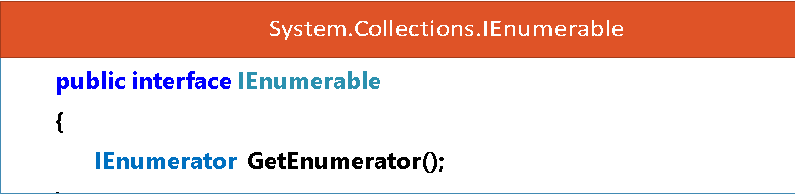 System.Collections.IEnumerable
public interface IEnumerable
{
IEnumerator GetEnumerator();